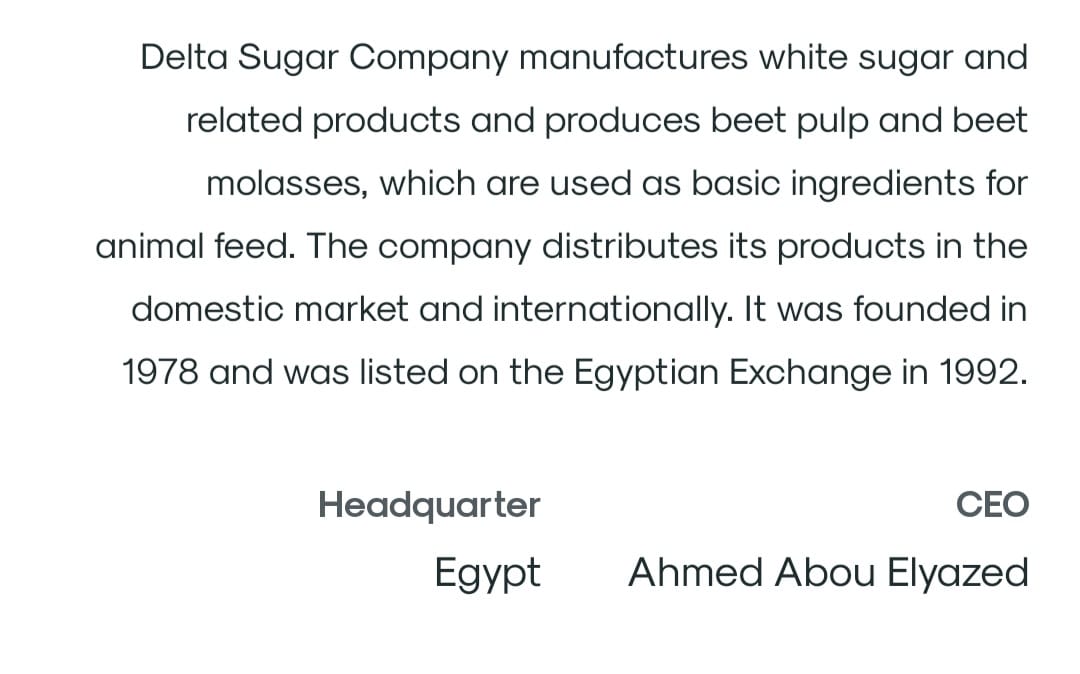 Delta Sugar Company manufactures white sugar and
related products and produces beet pulp and beet
molasses, which are used as basic ingredients for
animal feed. The company distributes its products in the
domestic market and internationally. It was founded in
1978 and was listed on the Egyptian Exchange in 1992.
Headquarter
CEO
Egypt
Ahmed Abou Elyazed